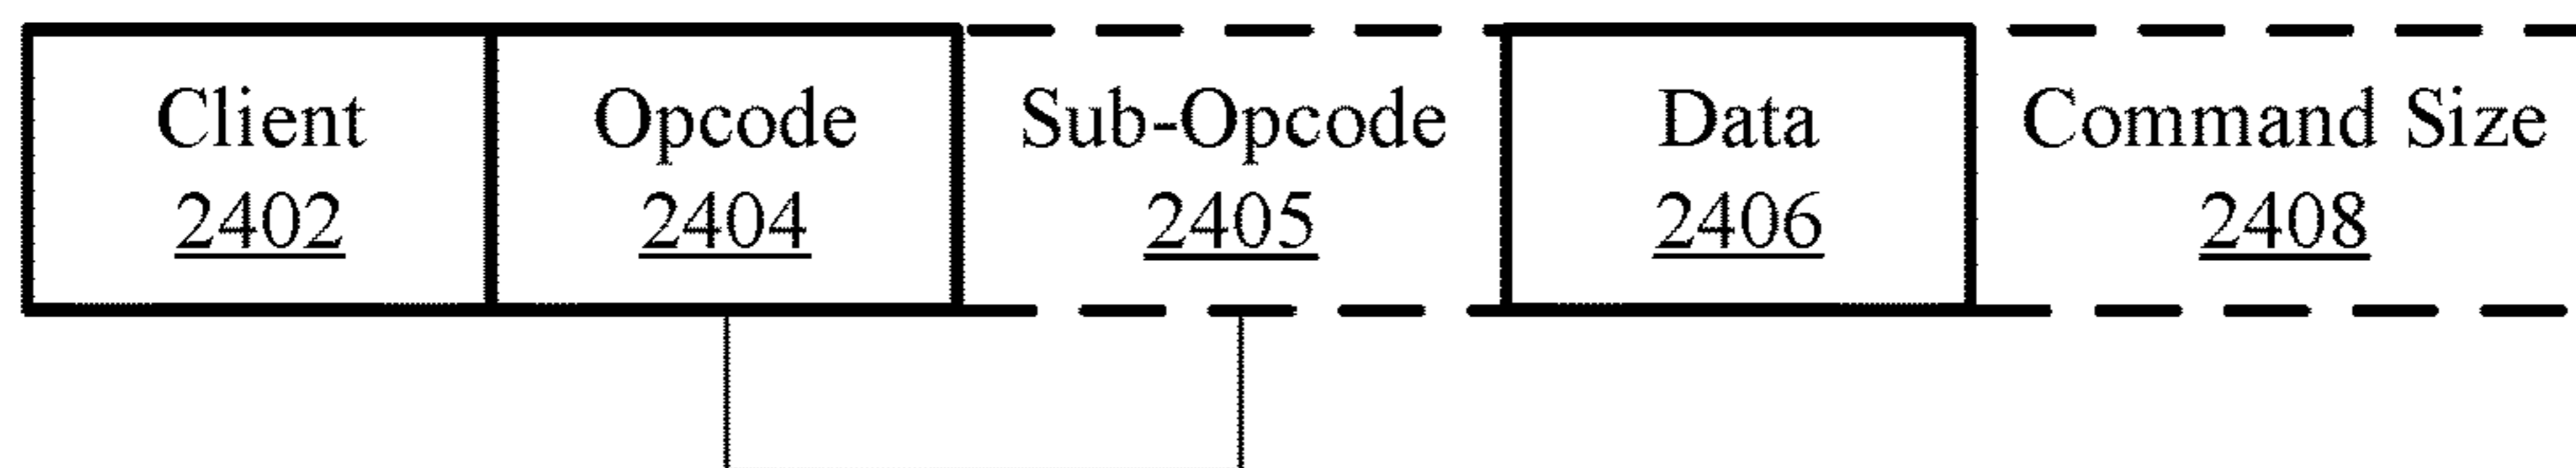 Client Opcode Sub-Opcode Data Command Size
2402 2404 2405 2406 2408